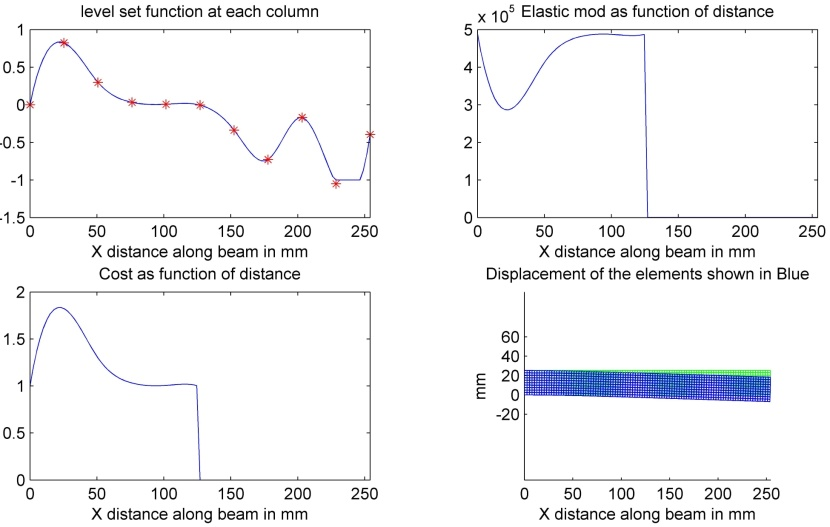 level set function at each column
1
0.5
0
-0.5
-1
-1.5
0 50 100 150 200 250
X distance along beam in mm
x 10^5 Elastic mod as function of distance
5
4
3
2
1
0
0 50 100 150 200 250
X distance along beam in mm
Cost as function of distance
2
1.5
1
0.5
0
0 50 100 150 200 250
X distance along beam in mm
Displacement of the elements shown in Blue
60
40
20
0
-20
mm
0 50 100 150 200 250
X distance along beam in mm